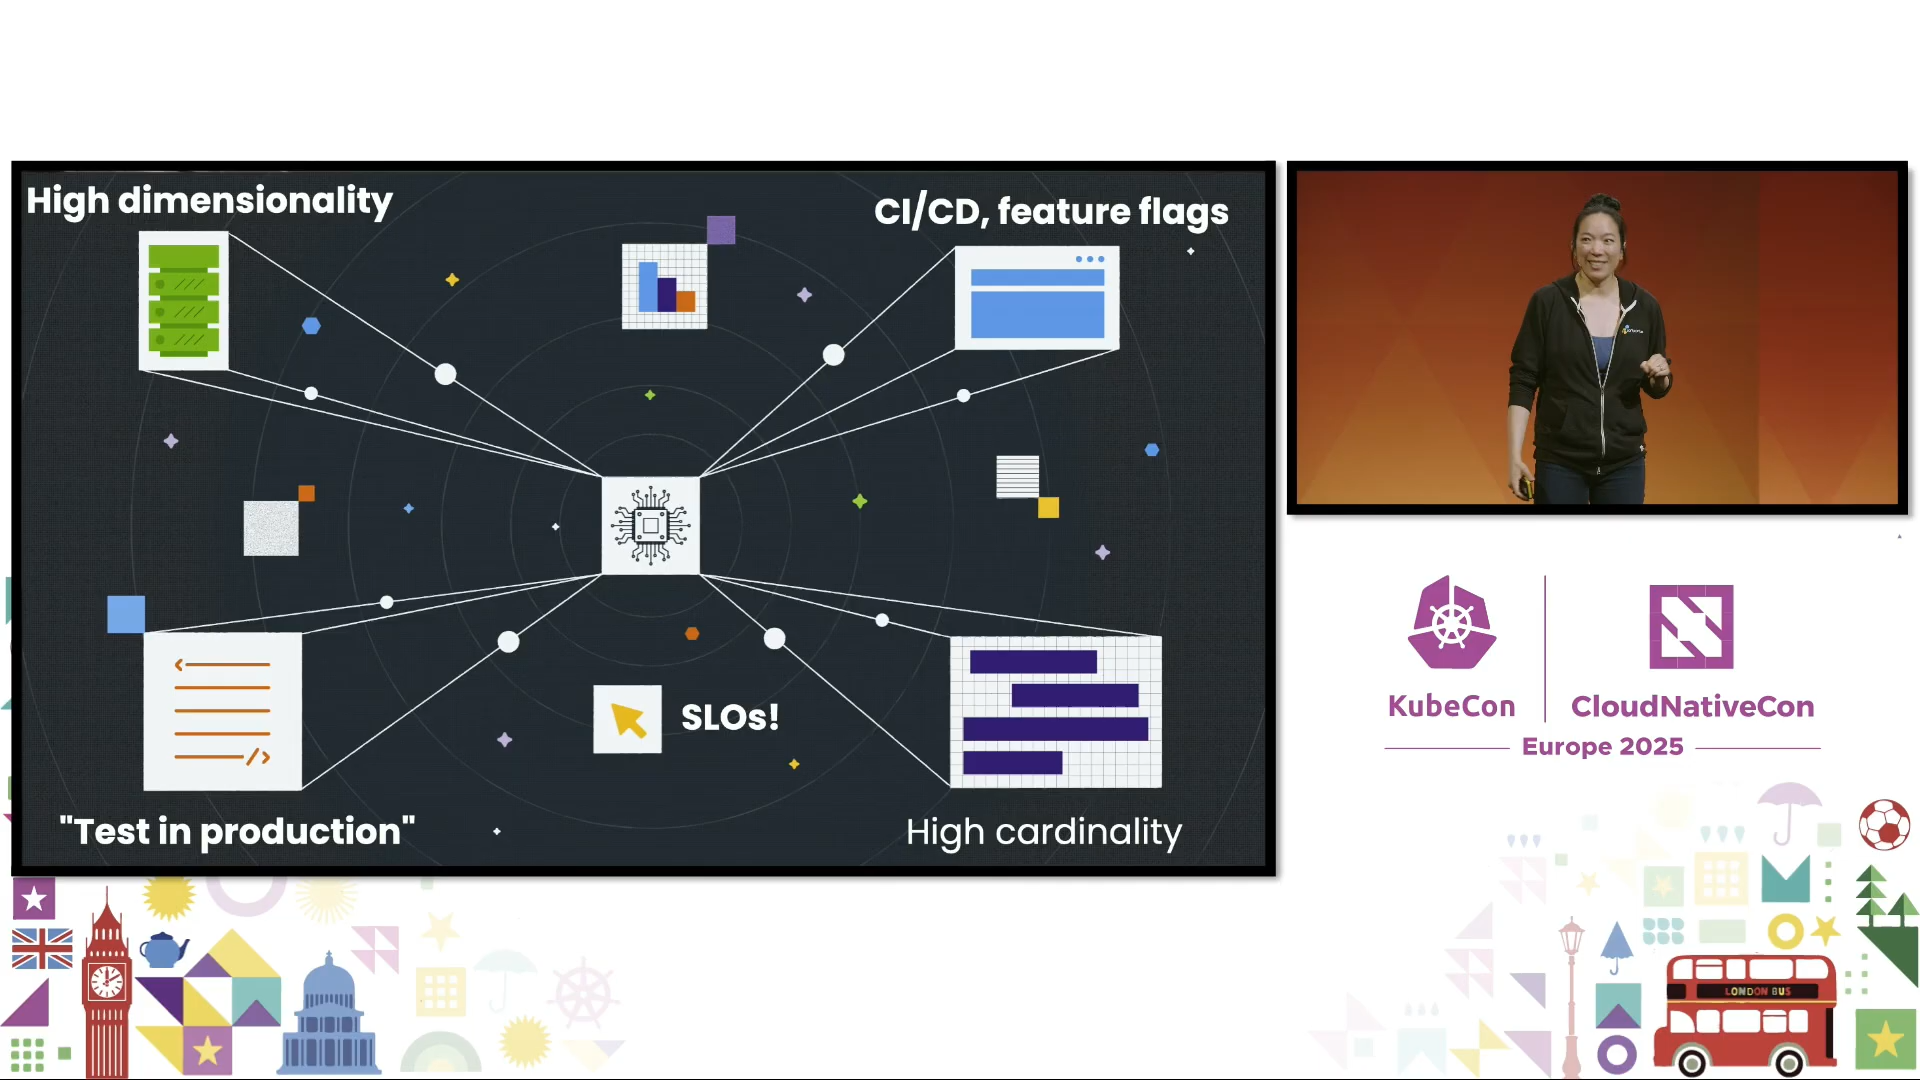 High dimensionality
CI/CD, feature flags
SLOs!
"Test in production"
High cardinality
KubeCon
CloudNativeCon
Europe 2025
LONDON BUS